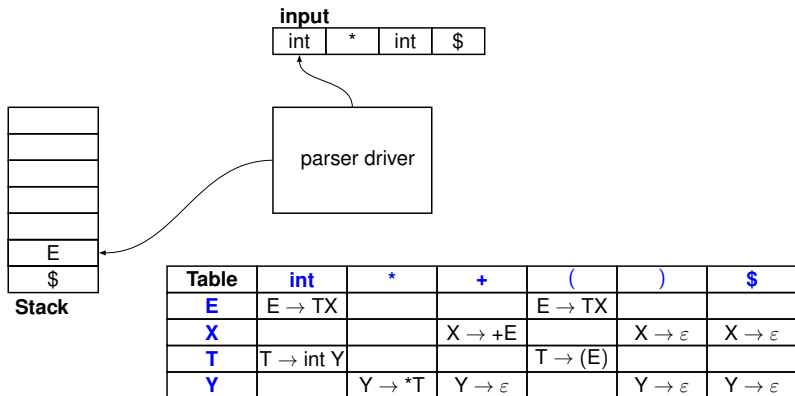 input
int * int $
parser driver
E
$
Stack
Table int * + ( ) $
E E → TX E → TX
X X → +E X → ε X → ε
T T → int Y T → (E)
Y Y → *T Y → ε Y → ε Y → ε